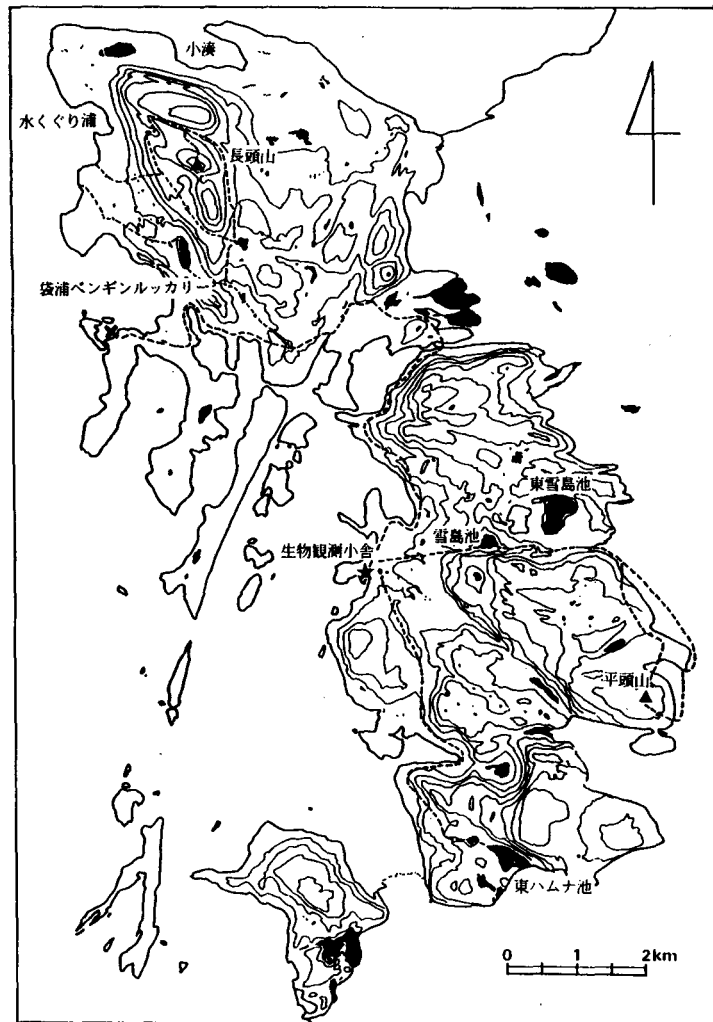 小湊
水くぐり浦
長頭山
袋浦ペンギンルッカリー
東雪島池
雪島池
生物観測小舎
平頭山
東ハムナ池
0 1 2km